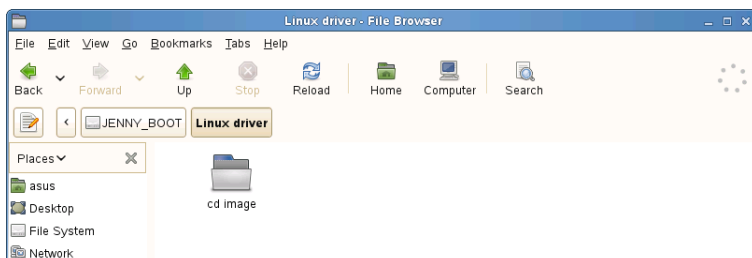 Linux driver - File Browser
File Edit View Go Bookmarks Tabs Help
Back Forward Up Stop Reload Home Computer Search
JENNY_BOOT Linux driver
Places
asus
Desktop
File System
Network
cd image